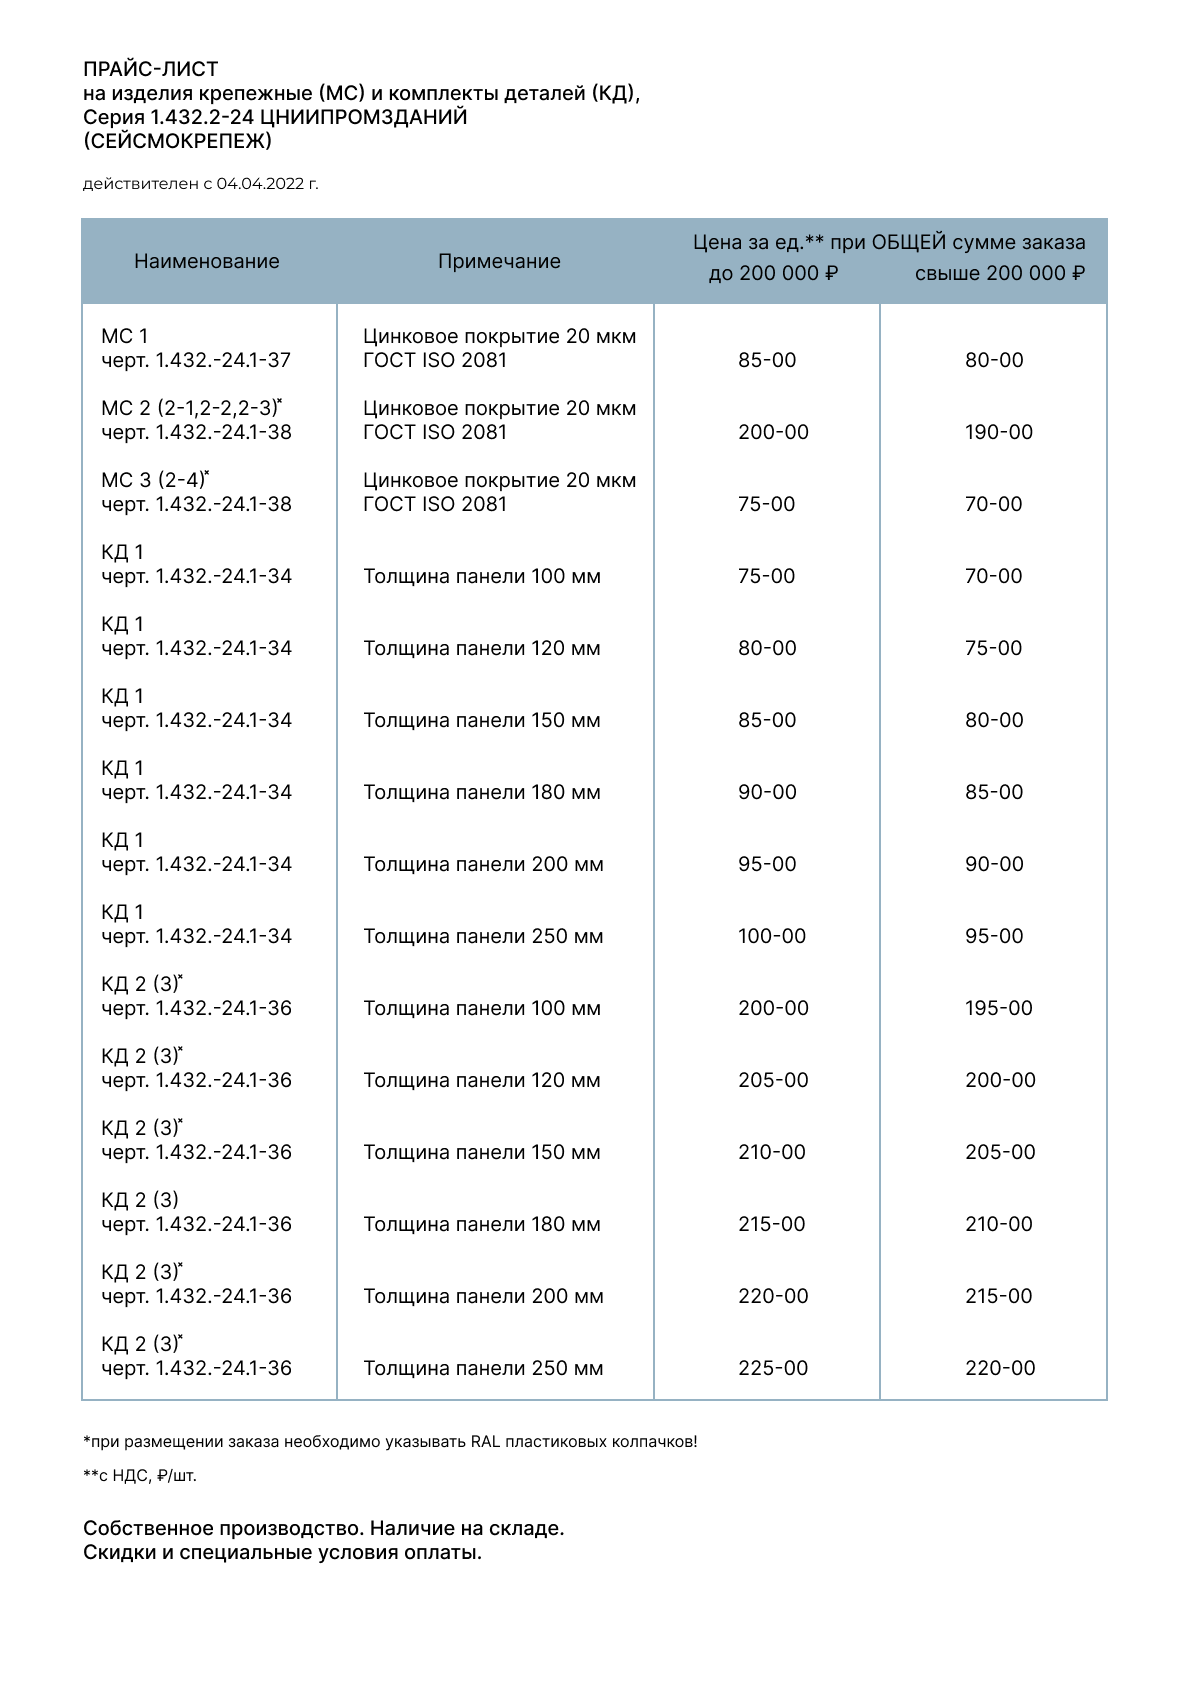 ПРАЙС-ЛИСТ
на изделия крепежные (МС) и комплекты деталей (КД),
Серия 1.432.2-24 ЦНИИПРОМЗДАНИЙ
(СЕЙСМОКРЕПЕЖ)
действителен с 04.04.2022 г.
Наименование Примечание Цена за ед.** при ОБЩЕЙ сумме заказа
до 200 000 ₽ свыше 200 000 ₽
МС 1 Цинковое покрытие 20 мкм
черт. 1.432.-24.1-37 ГОСТ ISO 2081 85-00 80-00
МС 2 (2-1,2-2,2-3)* Цинковое покрытие 20 мкм
черт. 1.432.-24.1-38 ГОСТ ISO 2081 200-00 190-00
МС 3 (2-4)* Цинковое покрытие 20 мкм
черт. 1.432.-24.1-38 ГОСТ ISO 2081 75-00 70-00
КД 1
черт. 1.432.-24.1-34 Толщина панели 100 мм 75-00 70-00
КД 1
черт. 1.432.-24.1-34 Толщина панели 120 мм 80-00 75-00
КД 1
черт. 1.432.-24.1-34 Толщина панели 150 мм 85-00 80-00
КД 1
черт. 1.432.-24.1-34 Толщина панели 180 мм 90-00 85-00
КД 1
черт. 1.432.-24.1-34 Толщина панели 200 мм 95-00 90-00
КД 1
черт. 1.432.-24.1-34 Толщина панели 250 мм 100-00 95-00
КД 2 (3)*
черт. 1.432.-24.1-36 Толщина панели 100 мм 200-00 195-00
КД 2 (3)*
черт. 1.432.-24.1-36 Толщина панели 120 мм 205-00 200-00
КД 2 (3)*
черт. 1.432.-24.1-36 Толщина панели 150 мм 210-00 205-00
КД 2 (3)
черт. 1.432.-24.1-36 Толщина панели 180 мм 215-00 210-00
КД 2 (3)*
черт. 1.432.-24.1-36 Толщина панели 200 мм 220-00 215-00
КД 2 (3)*
черт. 1.432.-24.1-36 Толщина панели 250 мм 225-00 220-00
*при размещении заказа необходимо указывать RAL пластиковых колпачков!
**с НДС, ₽/шт.
Собственное производство. Наличие на складе.
Скидки и специальные условия оплаты.